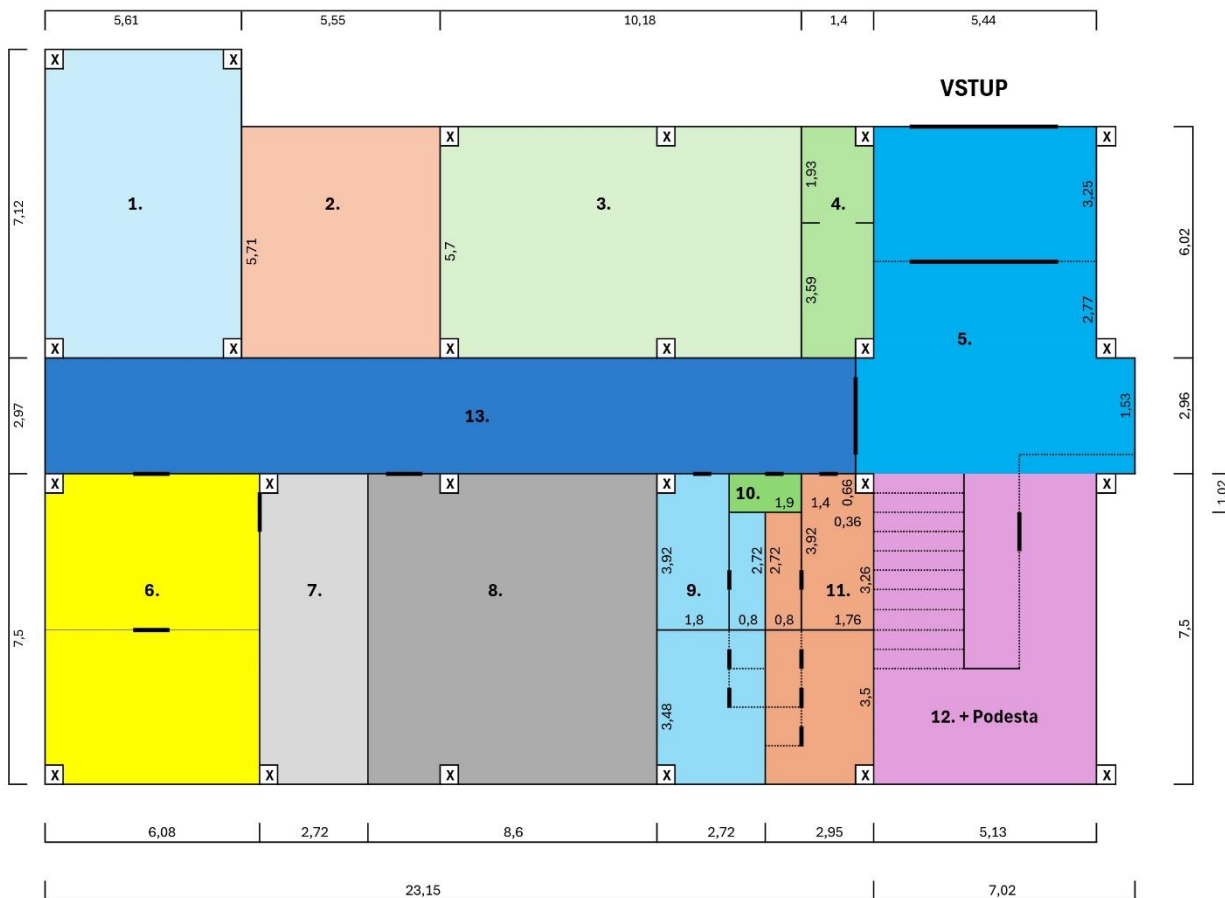 5,61 5,55 10,18 1,4 5,44
X X
VSTUP
X X X X
1,93
3,25
1. 2. 3. 4.
7,12
5,71
5,7
6,02
3,59
2,77
5.
X X X X X X
2,97
13.
1,53
2,96
X X X X X X
10. 1,9 1,4 0,66
1,02
0,36
3,92 2,72 2,72 3,92
3,26
6. 7. 8. 9. 11.
1,8 0,8 0,8 1,76
7,5
7,5
3,48
3,5
12. + Podesta
X X X X X X
6,08 2,72 8,6 2,72 2,95 5,13
23,15 7,02